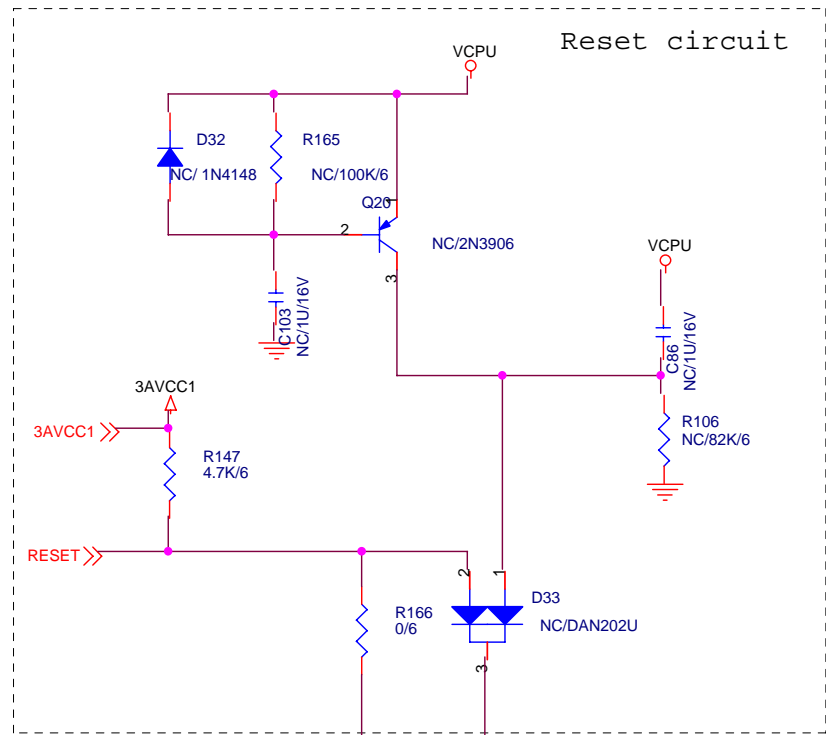 Reset circuit
VCPU
D32
NC/ 1N4148
R165
NC/100K/6
Q20
1
2
3
NC/2N3906
VCPU
C103
NC/1U/16V
C86
NC/1U/16V
3AVCC1
3AVCC1
R147
4.7K/6
R106
NC/82K/6
RESET
2
1
D33
NC/DAN202U
3
R166
0/6